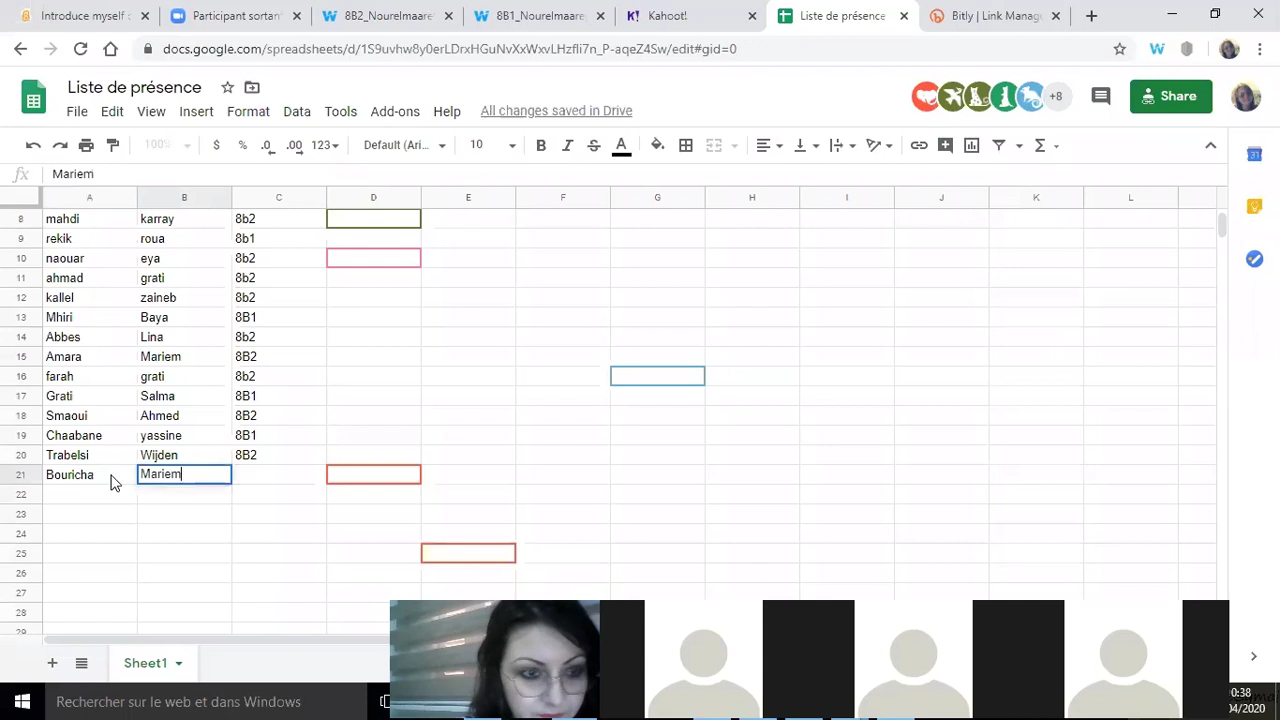 Introducing myself
Participant sortant
8B2_Nourelmaare
8B1_Nourelmaare
Kahoot!
Liste de présence
Bitly | Link Manag
docs.google.com/spreadsheets/d/1S9uvhw8y0erLDrxHGuNvXxWxvLHzfli7n_P-aqeZ4Sw/edit#gid=0
Liste de présence
File Edit View Insert Format Data Tools Add-ons Help All changes saved in Drive
+8
Share
100% $ % .0 .00 123 Default (Ari... 10 B I S A
fx Mariem
A B C D E F G H I J K L
8 mahdi karray 8b2
9 rekik roua 8b1
10 naouar eya 8b2
11 ahmad grati 8b2
12 kallel zaineb 8b2
13 Mhiri Baya 8B1
14 Abbes Lina 8b2
15 Amara Mariem 8B2
16 farah grati 8b2
17 Grati Salma 8B1
18 Smaoui Ahmed 8B2
19 Chaabane yassine 8B1
20 Trabelsi Wijden 8B2
21 Bouricha Mariem
22
23
24
25
26
27
28
29
Sheet1
Rechercher sur le web et dans Windows
0:38
04/2020